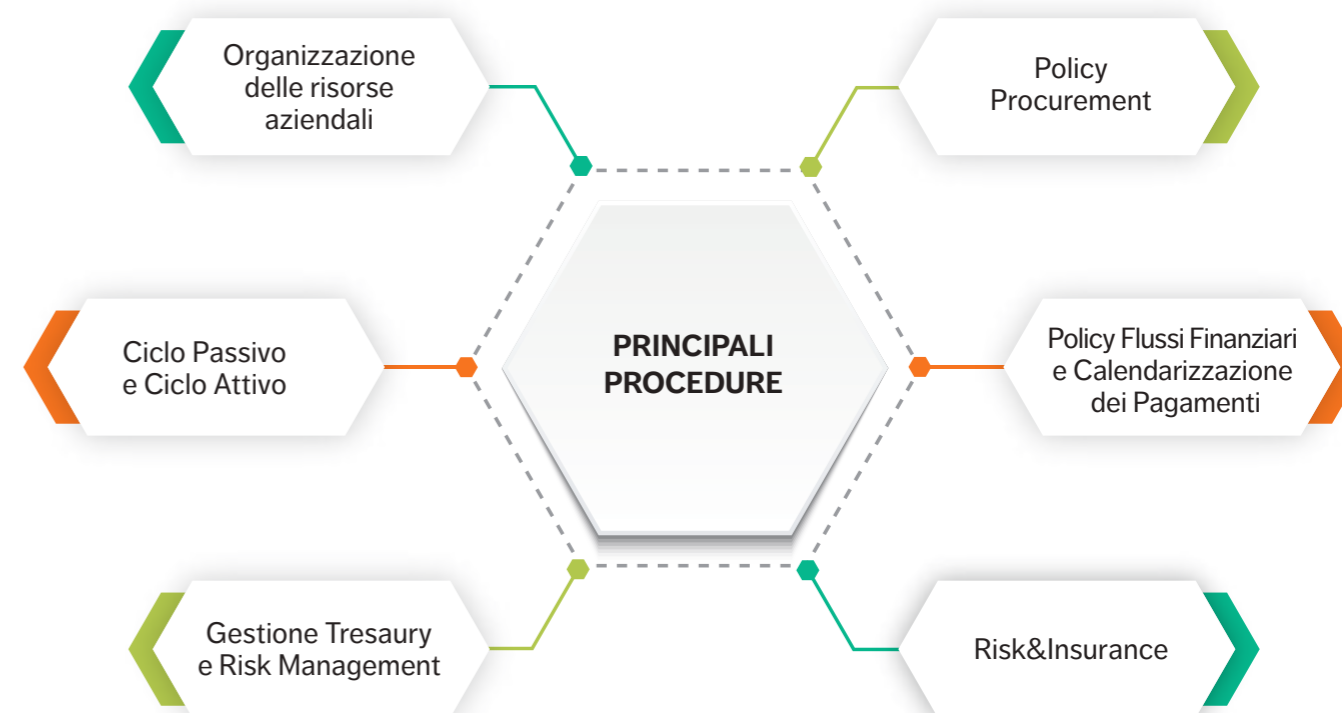 Organizzazione
delle risorse
aziendali
Policy
Procurement
Ciclo Passivo
e Ciclo Attivo
PRINCIPALI
PROCEDURE
Policy Flussi Finanziari
e Calendarizzazione
dei Pagamenti
Gestione Tresaury
e Risk Management
Risk&Insurance